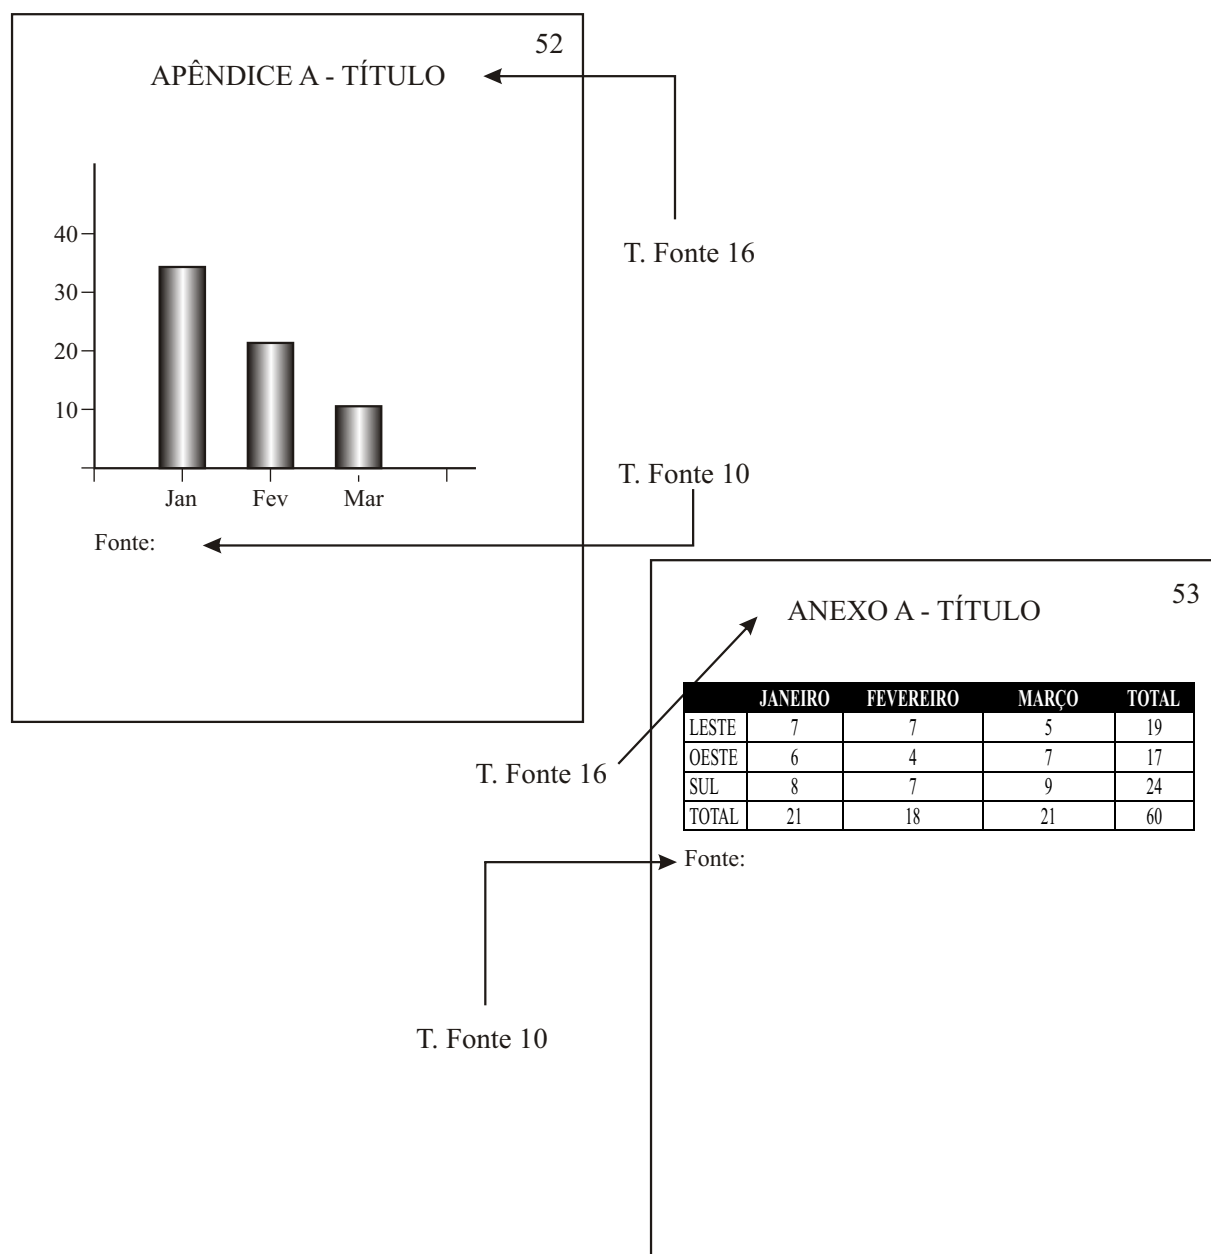 52
APÊNDICE A - TÍTULO
T. Fonte 16
40
30
20
10
Jan Fev Mar
T. Fonte 10
Fonte:
53
ANEXO A - TÍTULO
JANEIRO FEVEREIRO MARÇO TOTAL
LESTE 7 7 5 19
OESTE 6 4 7 17
SUL 8 7 9 24
TOTAL 21 18 21 60
T. Fonte 16
Fonte:
T. Fonte 10